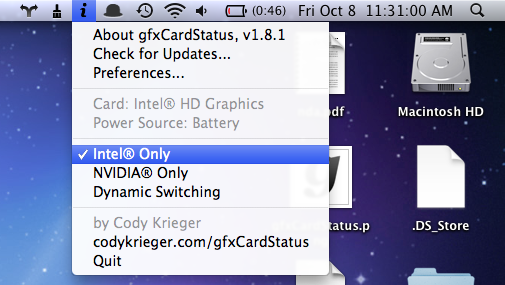 (0:46) Fri Oct 8 11:31:00 AM
About gfxCardStatus, v1.8.1
Check for Updates...
Preferences...
Card: Intel® HD Graphics
Power Source: Battery
✓ Intel® Only
NVIDIA® Only
Dynamic Switching
by Cody Krieger
codykrieger.com/gfxCardStatus
Quit
Macintosh HD
.DS_Store